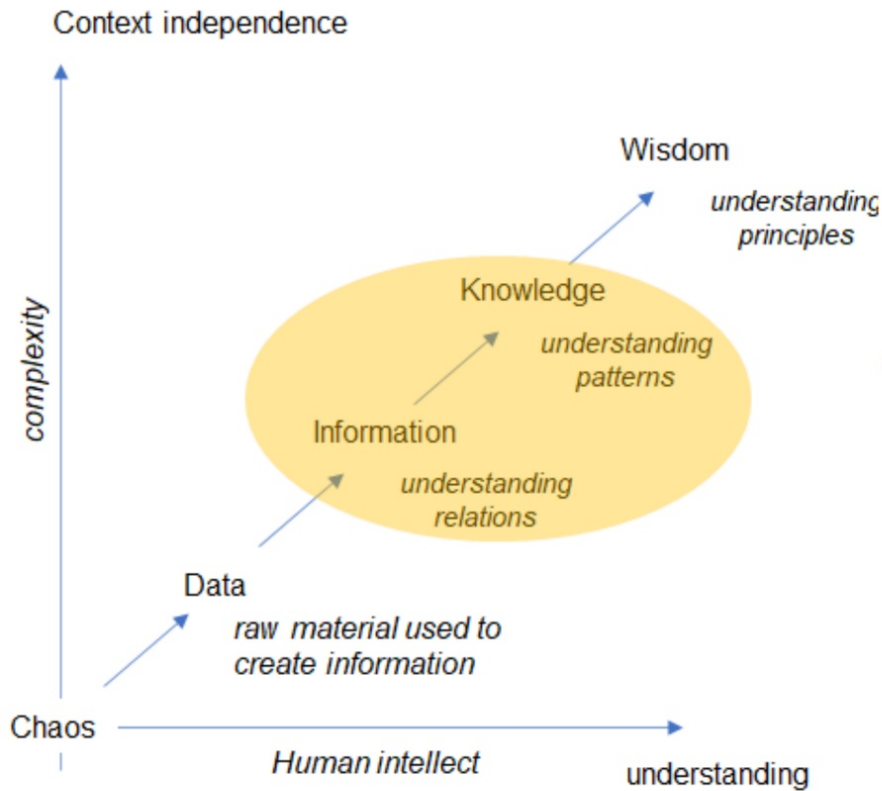 Context independence
Wisdom
understanding
principles
Knowledge
understanding
patterns
complexity
Information
understanding
relations
Data
raw material used to
create information
Chaos
Human intellect
understanding